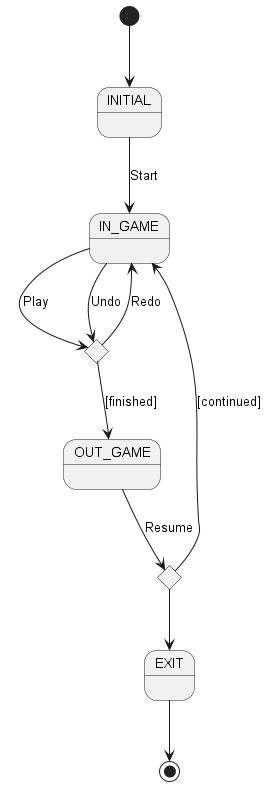 INITIAL
Start
IN_GAME
Play
Undo
Redo
[finished]
[continued]
OUT_GAME
Resume
EXIT